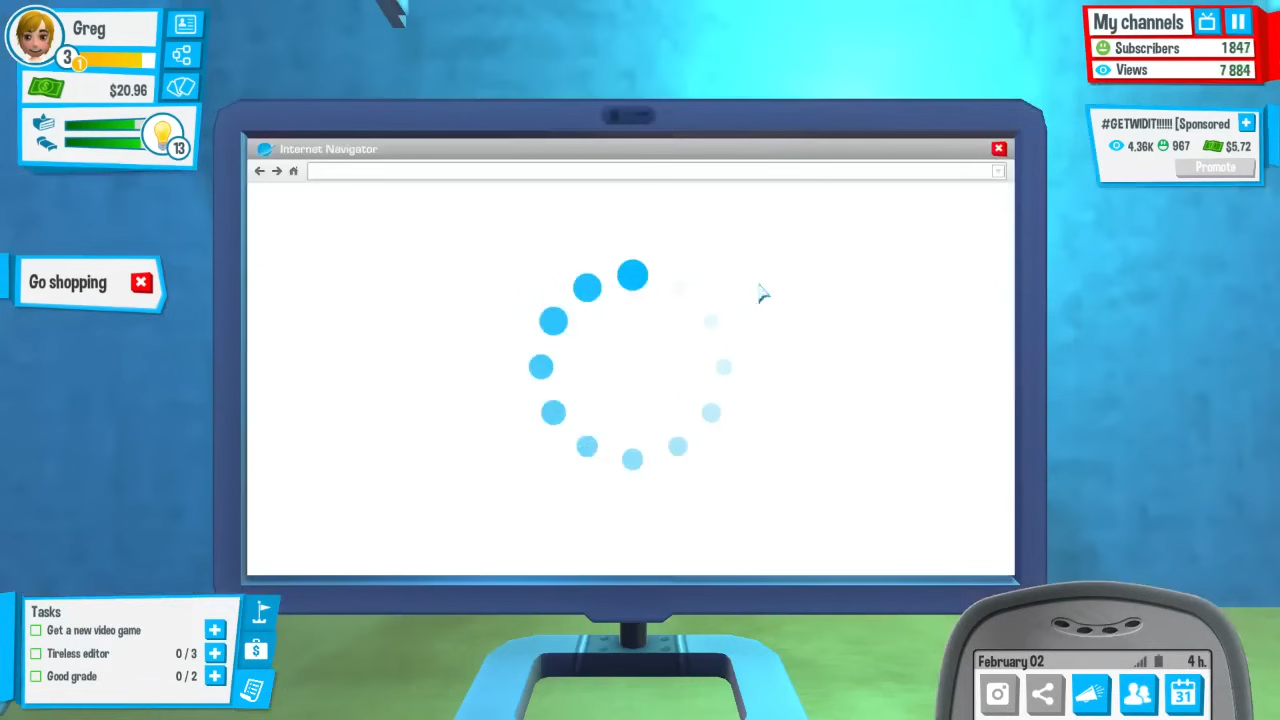 Greg
3
1
$20.96
13
My channels
Subscribers 1847
Views 7 884
#GETWIDIT!!!!!! [Sponsored
4.36K 967 $5.72
Promote
Internet Navigator
Go shopping
Tasks
Get a new video game
Tireless editor 0 / 3
Good grade 0 / 2
February 02 4 h.
31